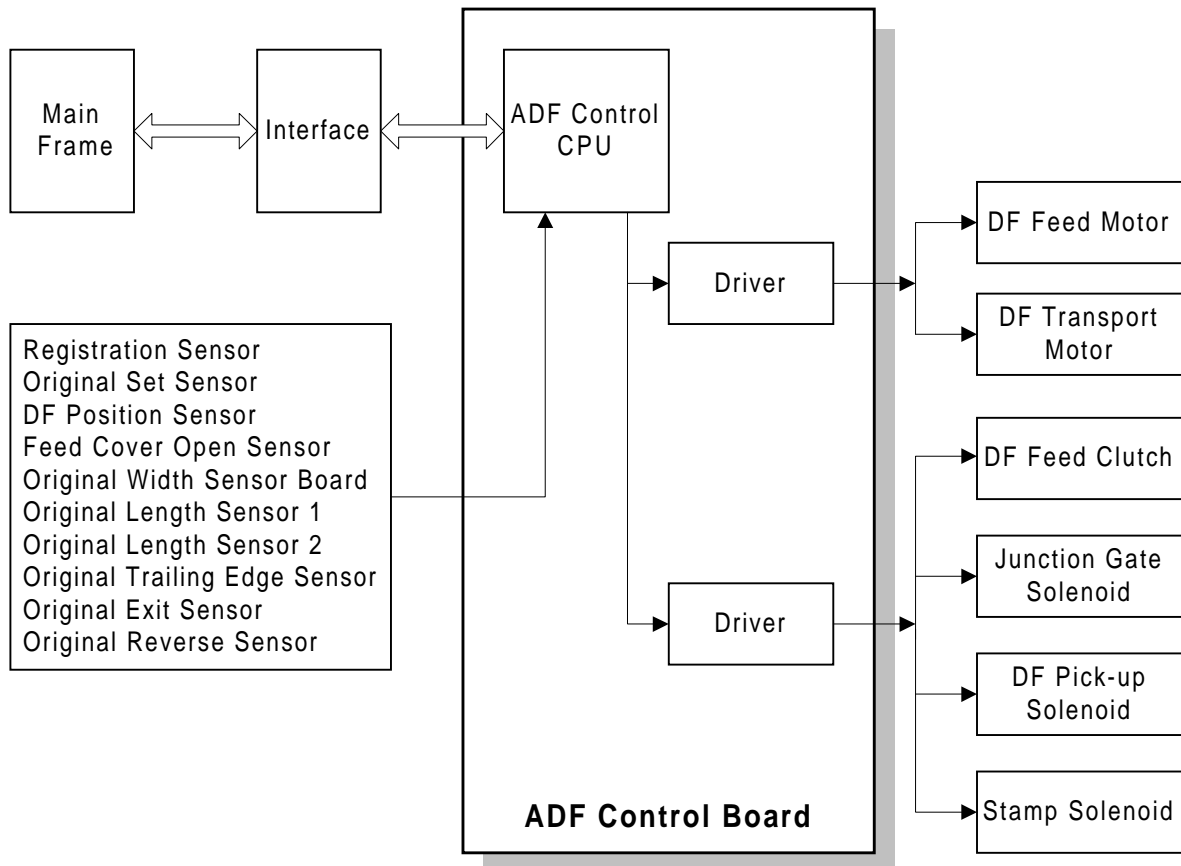 Main
Frame
Interface
ADF Control
CPU
DF Feed Motor
Driver
DF Transport
Motor
Registration Sensor
Original Set Sensor
DF Position Sensor
Feed Cover Open Sensor
Original Width Sensor Board
Original Length Sensor 1
Original Length Sensor 2
Original Trailing Edge Sensor
Original Exit Sensor
Original Reverse Sensor
DF Feed Clutch
Junction Gate
Solenoid
Driver
DF Pick-up
Solenoid
Stamp Solenoid
ADF Control Board